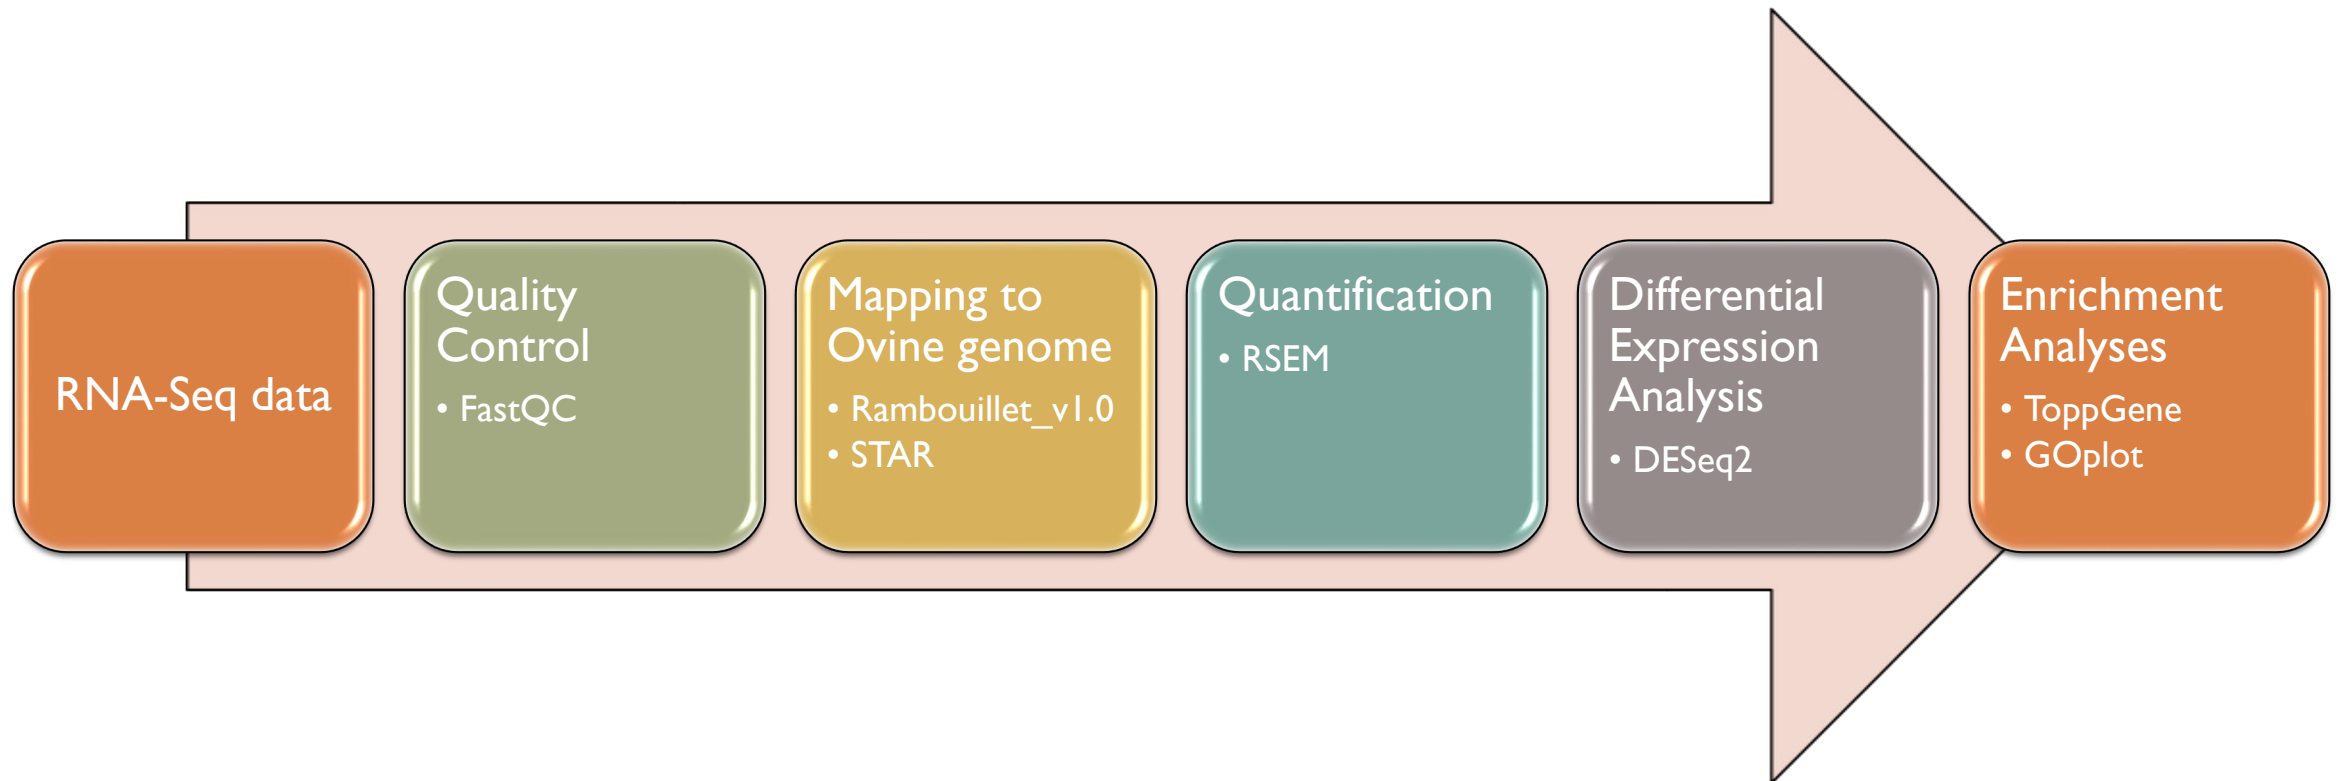 RNA-Seq data
Quality
Control
• FastQC
Mapping to
Ovine genome
• Rambouillet_v1.0
• STAR
Quantification
• RSEM
Differential
Expression
Analysis
• DESeq2
Enrichment
Analyses
• ToppGene
• GOplot